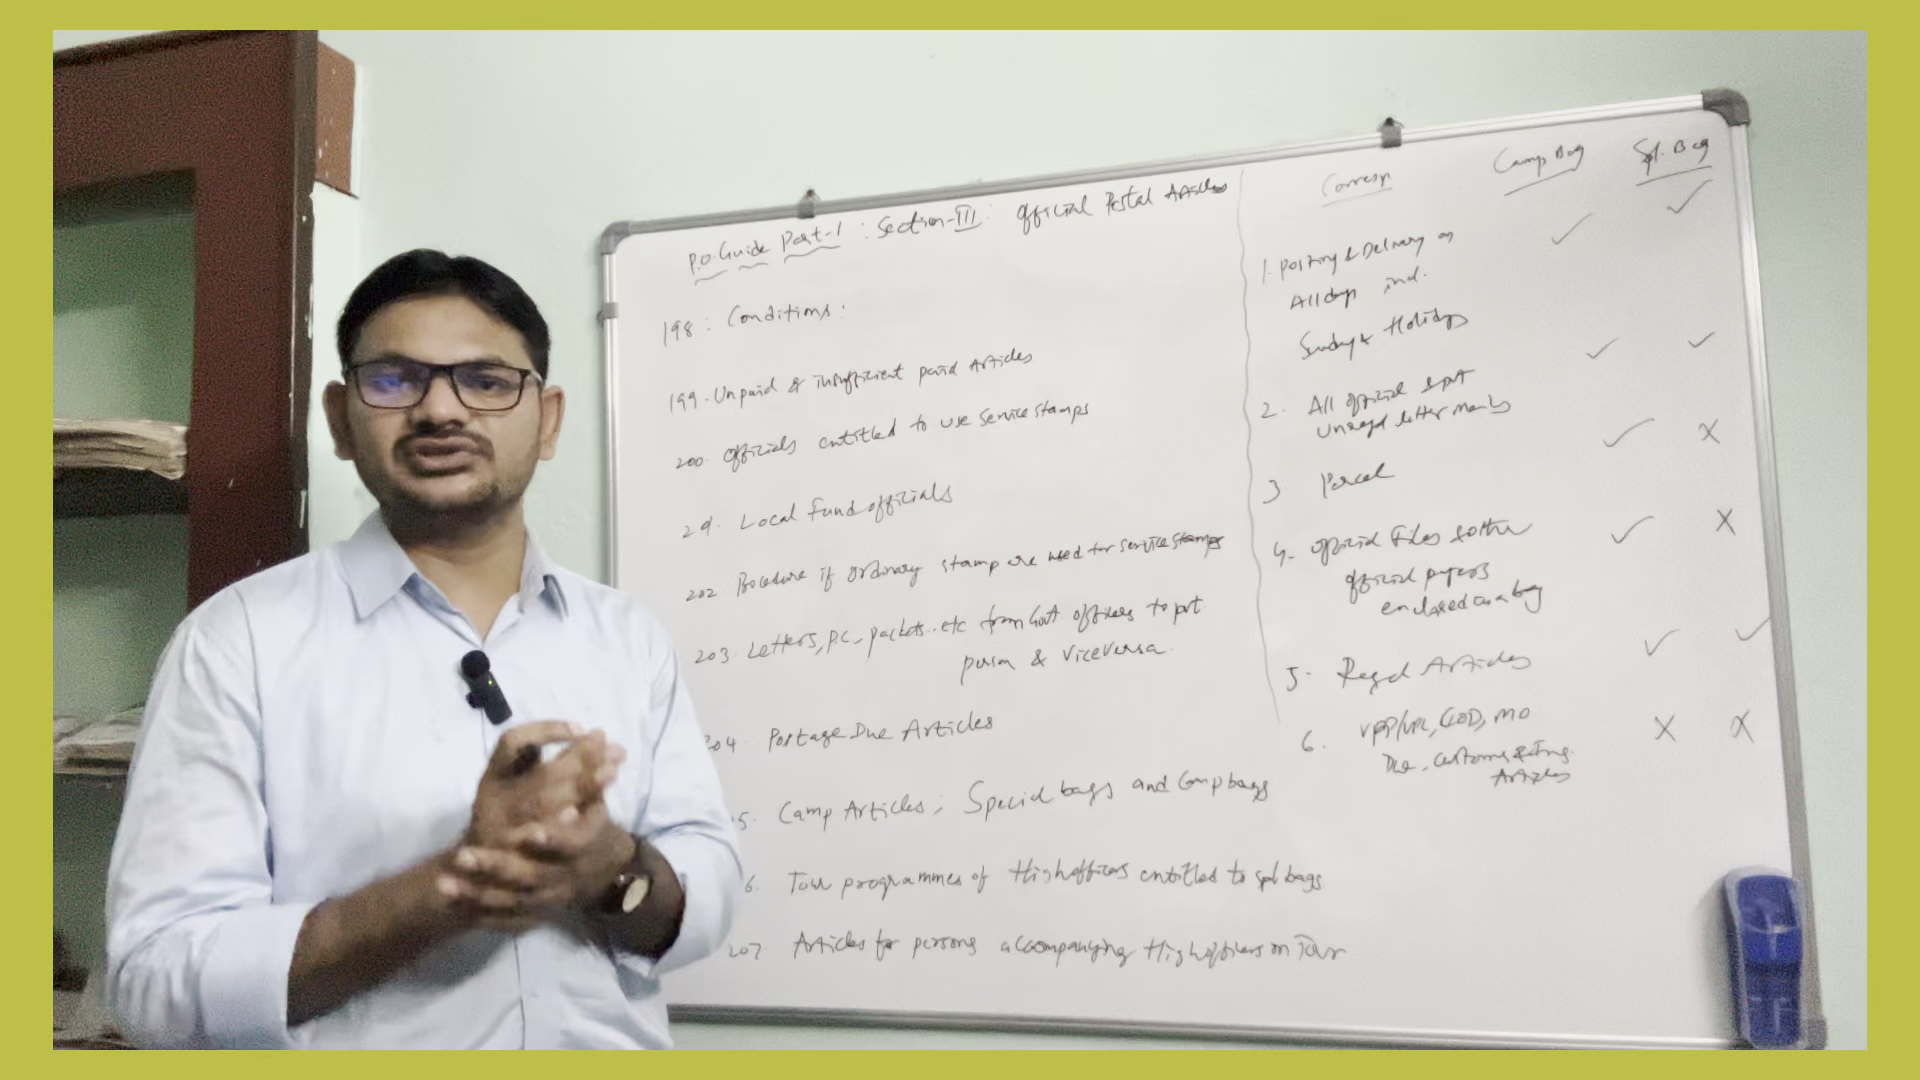 P.O. Guide Part-1 : Section-III : Official Postal Articles
198 : Conditions :
199. Unpaid & insufficient paid Articles
200. Officials entitled to use Service stamps
201. Local Fund officials
202 Procedure if ordinary stamp are used for service stamps
203. Letters, P.C., packets.. etc from Govt officers to pvt
person & Viceversa.
204. Postage Due Articles
5. Camp Articles; Special bags and Camp bags
6. Tour programmes of High officers entitled to spl bags
207 Articles for persons accompanying High officers on Tour
Corresp Camp Bag Spl. Bag
1. Posting & Delivery on ✓ ✓
All days incl.
Sunday & Holidays
2. All official & pvt ✓ ✓
Unregd letter mails
3 Parcel ✓ X
4. Official Files & other ✓ X
official papers
enclosed in a bag
5. Regd Articles ✓ ✓
6. VPP/VPL, COD, MO X X
Due, Customs & Ins.
Articles